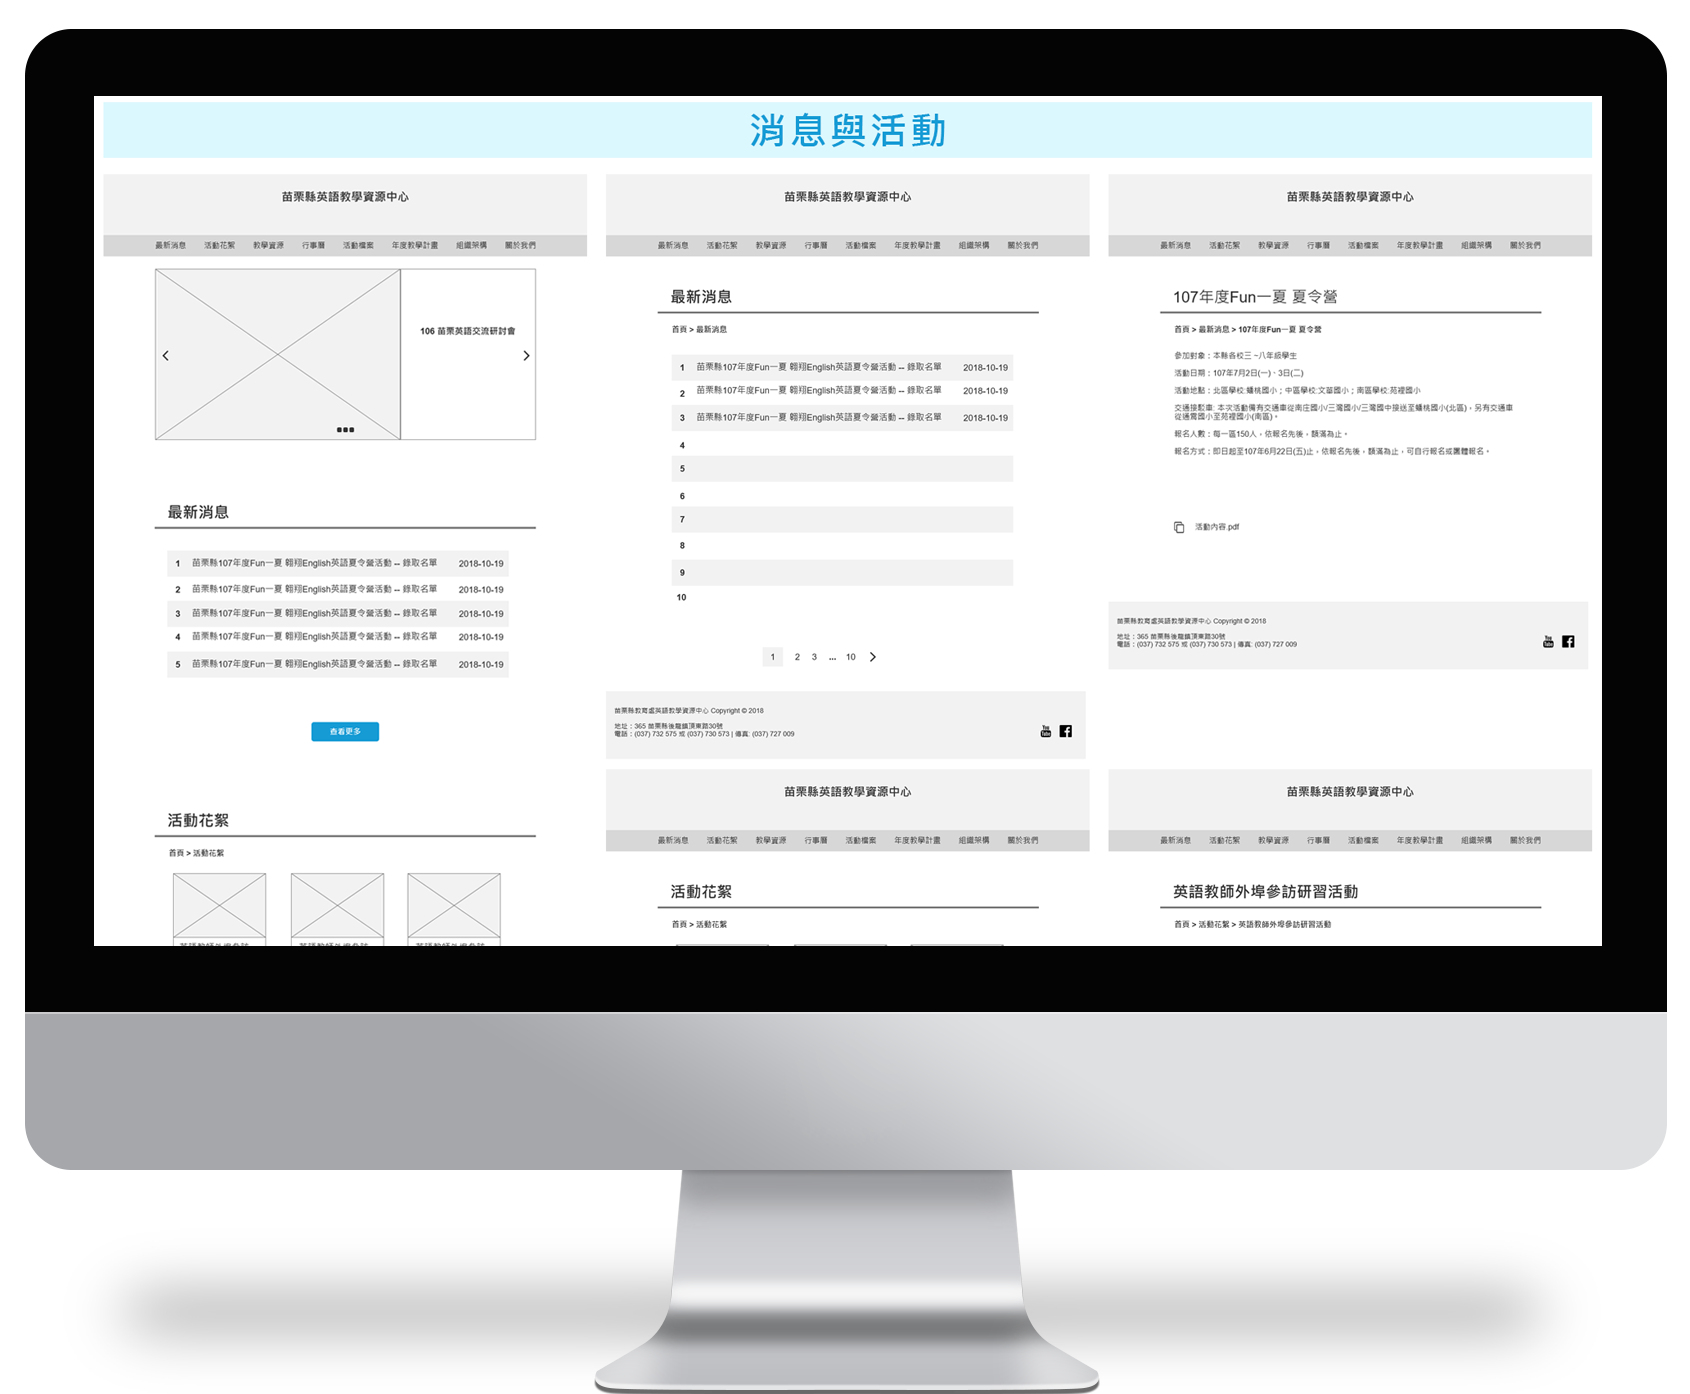 消息與活動
苗栗縣英語教學資源中心
最新消息 活動花絮 教學資源 行事曆 活動檔案 年度教學計畫 組織架構 關於我們
106 苗栗英語交流研討會
最新消息
1 苗栗縣107年度Fun一夏 翱翔English英語夏令營活動 -- 錄取名單 2018-10-19
2 苗栗縣107年度Fun一夏 翱翔English英語夏令營活動 -- 錄取名單 2018-10-19
3 苗栗縣107年度Fun一夏 翱翔English英語夏令營活動 -- 錄取名單 2018-10-19
4 苗栗縣107年度Fun一夏 翱翔English英語夏令營活動 -- 錄取名單 2018-10-19
5 苗栗縣107年度Fun一夏 翱翔English英語夏令營活動 -- 錄取名單 2018-10-19
查看更多
活動花絮
首頁 > 活動花絮
英語教師外埠參訪 英語教師外埠參訪 英語教師外埠參訪
苗栗縣英語教學資源中心
最新消息 活動花絮 教學資源 行事曆 活動檔案 年度教學計畫 組織架構 關於我們
最新消息
首頁 > 最新消息
1 苗栗縣107年度Fun一夏 翱翔English英語夏令營活動 -- 錄取名單 2018-10-19
2 苗栗縣107年度Fun一夏 翱翔English英語夏令營活動 -- 錄取名單 2018-10-19
3 苗栗縣107年度Fun一夏 翱翔English英語夏令營活動 -- 錄取名單 2018-10-19
4
5
6
7
8
9
10
1 2 3 ... 10 >
苗栗縣教育處英語教學資源中心 Copyright © 2018
地址：365 苗栗縣後龍鎮頂東路30號
電話：(037) 732 575 或 (037) 730 573 | 傳真: (037) 727 009
You Tube
苗栗縣英語教學資源中心
最新消息 活動花絮 教學資源 行事曆 活動檔案 年度教學計畫 組織架構 關於我們
活動花絮
首頁 > 活動花絮
苗栗縣英語教學資源中心
最新消息 活動花絮 教學資源 行事曆 活動檔案 年度教學計畫 組織架構 關於我們
107年度Fun一夏 夏令營
首頁 > 最新消息 > 107年度Fun一夏 夏令營
參加對象：本縣各校三 ~八年級學生
活動日期：107年7月2日(一)、3日(二)
活動地點：北區學校:蟠桃國小；中區學校:文華國小；南區學校:苑裡國小
交通接駁車: 本次活動備有交通車從南庄國小/三灣國小/三灣國中接送至蟠桃國小(北區)，另有交通車
從通霄國小至苑裡國小(南區)。
報名人數：每一區150人，依報名先後，額滿為止。
報名方式：即日起至107年6月22日(五)止，依報名先後，額滿為止，可自行報名或團體報名。
活動內容.pdf
苗栗縣教育處英語教學資源中心 Copyright © 2018
地址：365 苗栗縣後龍鎮頂東路30號
電話：(037) 732 575 或 (037) 730 573 | 傳真: (037) 727 009
You Tube
苗栗縣英語教學資源中心
最新消息 活動花絮 教學資源 行事曆 活動檔案 年度教學計畫 組織架構 關於我們
英語教師外埠參訪研習活動
首頁 > 活動花絮 > 英語教師外埠參訪研習活動